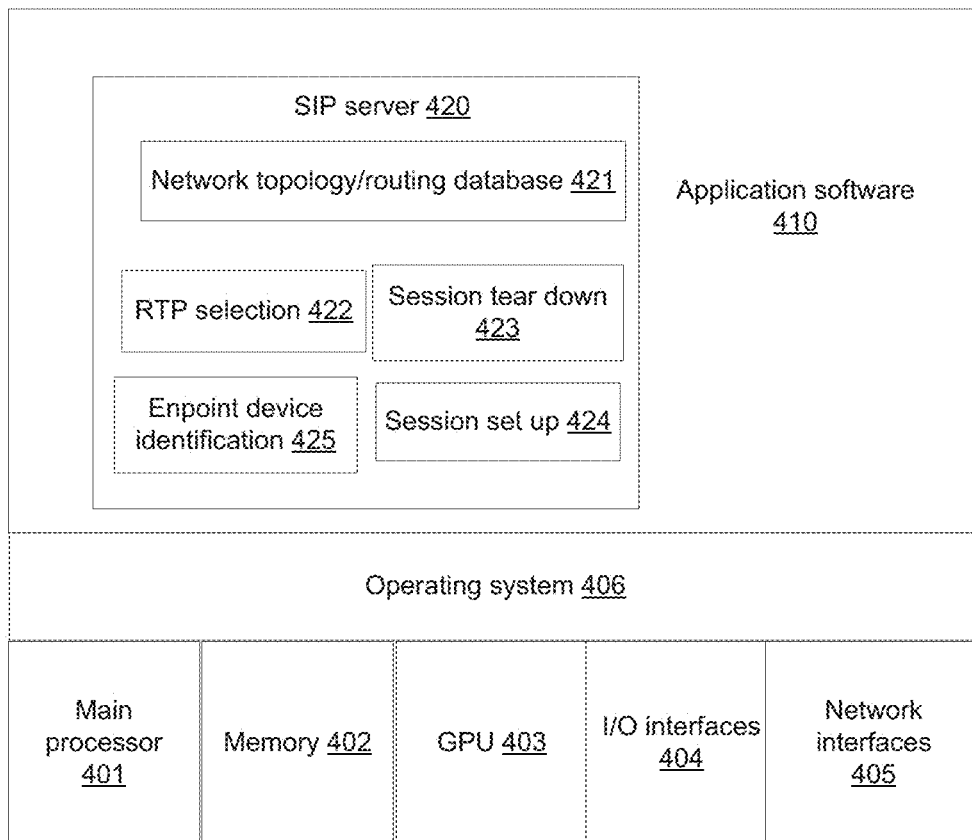 SIP server 420
Network topology/routing database 421
Application software
410
RTP selection 422
Session tear down
423
Enpoint device
identification 425
Session set up 424
Operating system 406
Main
processor
401
Memory 402
GPU 403
I/O interfaces
404
Network
interfaces
405